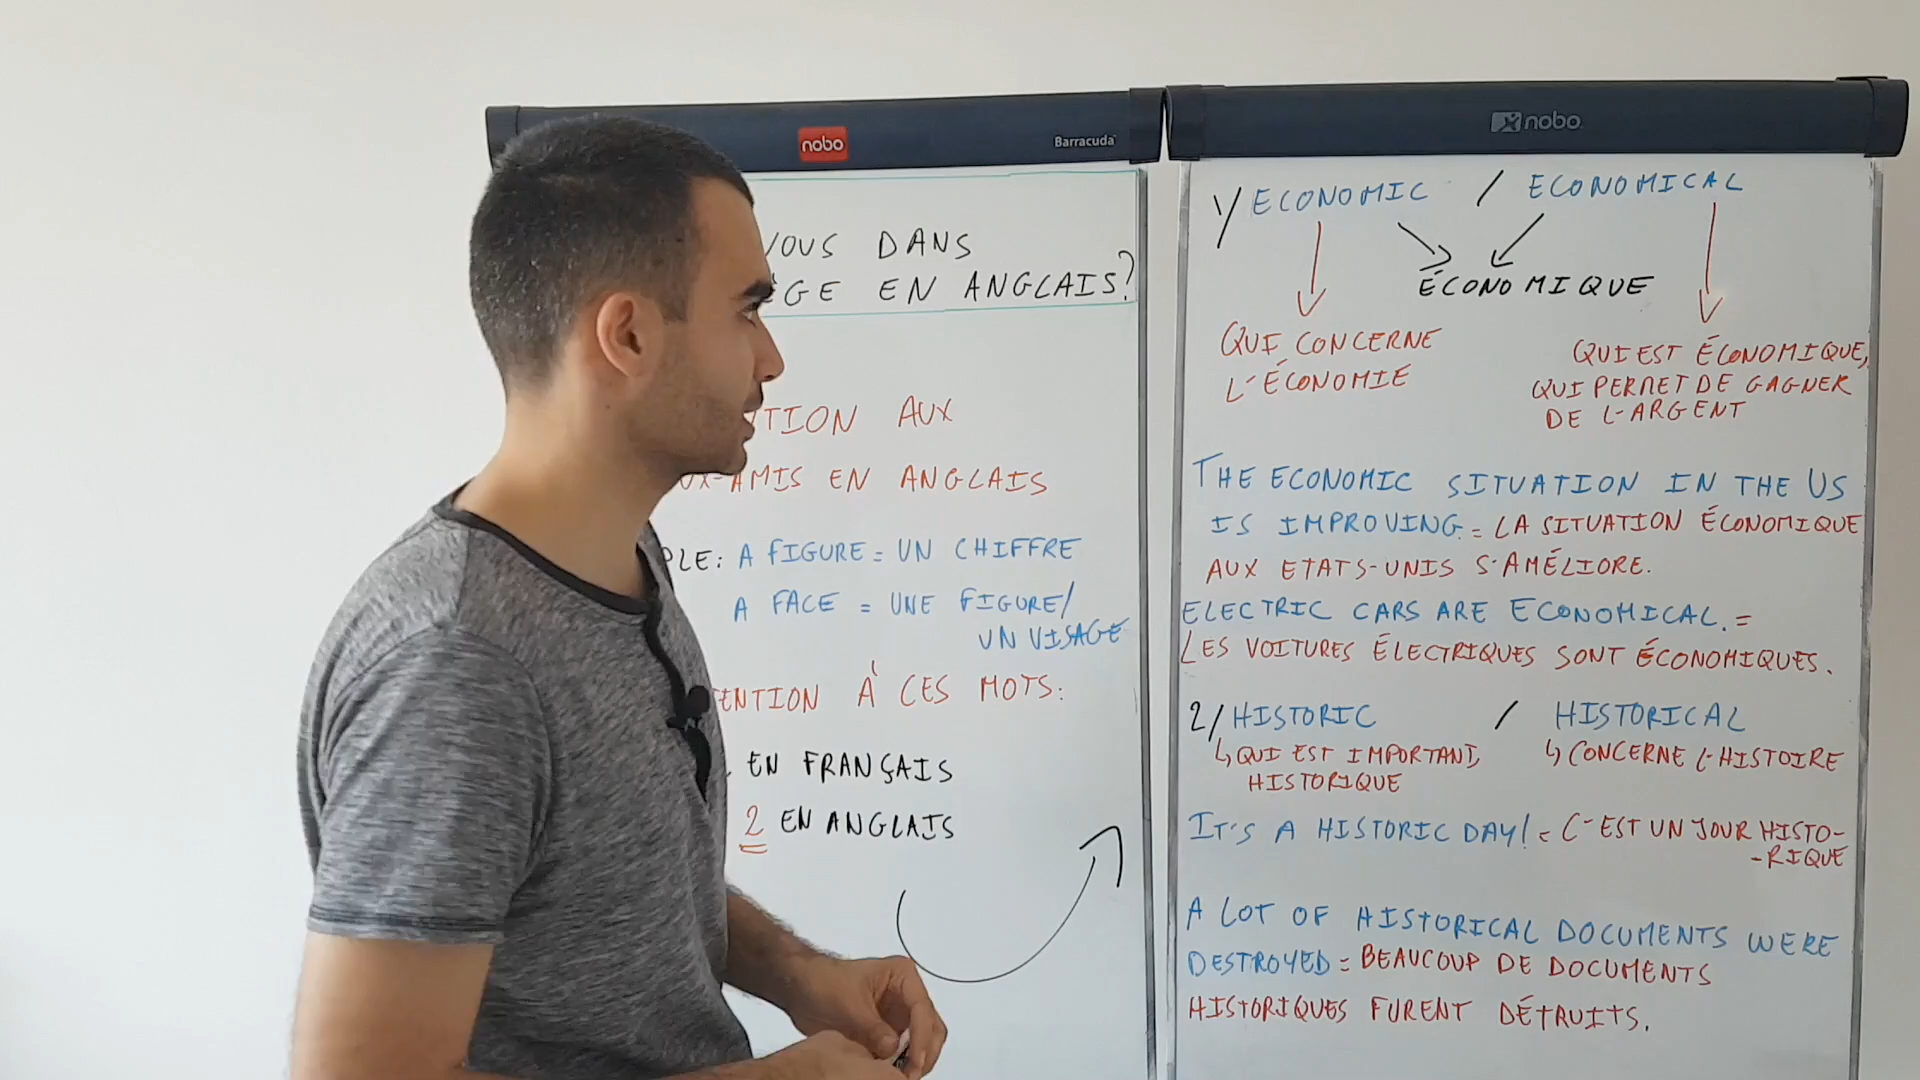 nobo
Barracuda
VOUS DANS
ÈGE EN ANGLAIS?
TION AUX
UX-AMIS EN ANGLAIS
PLE: A FIGURE = UN CHIFFRE
A FACE = UNE FIGURE/
UN VISAGE
ENTION À CES MOTS:
EN FRANÇAIS
2 EN ANGLAIS
nobo
1/ ECONOMIC / ECONOMICAL
ÉCONOMIQUE
QUI CONCERNE
L'ÉCONOMIE
QUI EST ÉCONOMIQUE,
QUI PERMET DE GAGNER
DE L'ARGENT
THE ECONOMIC SITUATION IN THE US
IS IMPROVING. = LA SITUATION ÉCONOMIQUE
AUX ETATS-UNIS S'AMÉLIORE.
ELECTRIC CARS ARE ECONOMICAL. =
LES VOITURES ÉLECTRIQUES SONT ÉCONOMIQUES.
2/ HISTORIC / HISTORICAL
↳ QUI EST IMPORTANT,
HISTORIQUE
↳ CONCERNE L'HISTOIRE
IT'S A HISTORIC DAY! = C'EST UN JOUR HISTO-
-RIQUE
A LOT OF HISTORICAL DOCUMENTS WERE
DESTROYED = BEAUCOUP DE DOCUMENTS
HISTORIQUES FURENT DÉTRUITS.